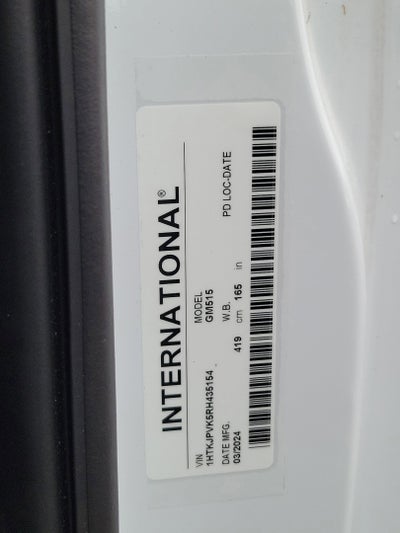 INTERNATIONAL®
VIN MODEL
1HTKJPVK5RH435154 GM515
DATE MFG. W.B. PD LOC-DATE
03/2024 419 cm 165 in